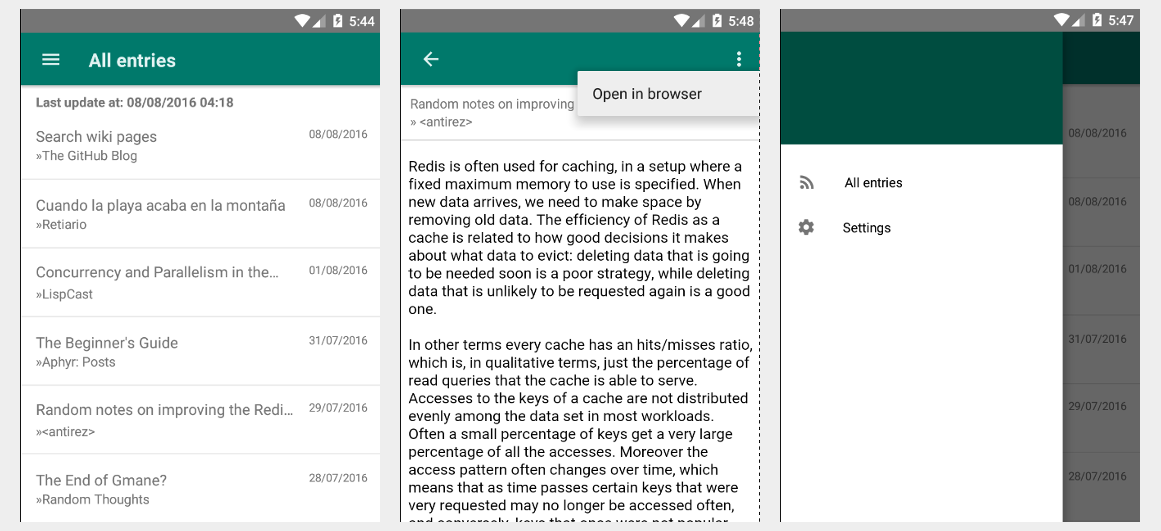 5:44
All entries
Last update at: 08/08/2016 04:18
Search wiki pages 08/08/2016
»The GitHub Blog
Cuando la playa acaba en la montaña 08/08/2016
»Retiario
Concurrency and Parallelism in the... 01/08/2016
»LispCast
The Beginner's Guide 31/07/2016
»Aphyr: Posts
Random notes on improving the Redi... 29/07/2016
»<antirez>
The End of Gmane? 28/07/2016
»Random Thoughts
5:48
Open in browser
Random notes on improving
» <antirez>
Redis is often used for caching, in a setup where a
fixed maximum memory to use is specified. When
new data arrives, we need to make space by
removing old data. The efficiency of Redis as a
cache is related to how good decisions it makes
about what data to evict: deleting data that is going
to be needed soon is a poor strategy, while deleting
data that is unlikely to be requested again is a good
one.
In other terms every cache has an hits/misses ratio,
which is, in qualitative terms, just the percentage of
read queries that the cache is able to serve.
Accesses to the keys of a cache are not distributed
evenly among the data set in most workloads.
Often a small percentage of keys get a very large
percentage of all the accesses. Moreover the
access pattern often changes over time, which
means that as time passes certain keys that were
very requested may no longer be accessed often,
and conversely, keys that once were not popular
5:47
08/08/2016
All entries
08/08/2016
Settings
01/08/2016
31/07/2016
29/07/2016
28/07/2016